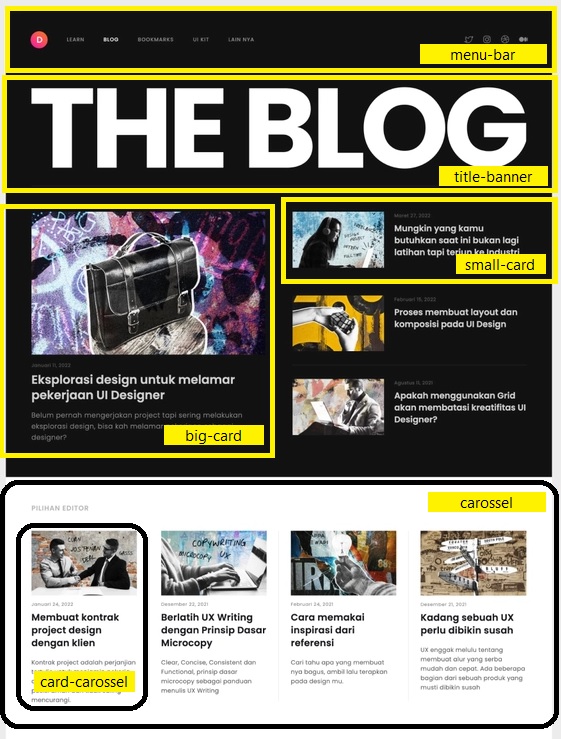 D LEARN BLOG BOOKMARKS UI KIT LAIN NYA
menu-bar
THE BLOG
title-banner
Januari 11, 2022
Eksplorasi design untuk melamar
pekerjaan UI Designer
Belum pernah mengerjakan project tapi sering melakukan
eksplorasi design, bisa kah melamar
designer?
big-card
Maret 27, 2022
Mungkin yang kamu
butuhkan saat ini bukan lagi
latihan tapi terjun ke Industri
small-card
Februari 15, 2022
Proses membuat layout dan
komposisi pada UI Design
Agustus 11, 2021
Apakah menggunakan Grid
akan membatasi kreatifitas UI
Designer?
carossel
PILIHAN EDITOR
Januari 24, 2022
Membuat kontrak
project design
dengan klien
Kontrak project adalah perjanjian
mengurangi.
card-carossel
COPYWRITING
MICROCOPY UX
Desember 22, 2021
Berlatih UX Writing
dengan Prinsip Dasar
Microcopy
Clear, Concise, Consistent dan
Functional, prinsip dasar
microcopy sebagai panduan
menulis UX Writing
Februari 24, 2021
Cara memakai
inspirasi dari
referensi
Cari tahu apa yang membuat
nya bagus, ambil lalu terapkan
pada design mu.
Desember 21, 2021
Kadang sebuah UX
perlu dibikin susah
UX enggak melulu tentang
membuat alur yang serba
mudah dan cepat. Ada beberapa
bagian dari sebuah produk yang
musti dibikin susah